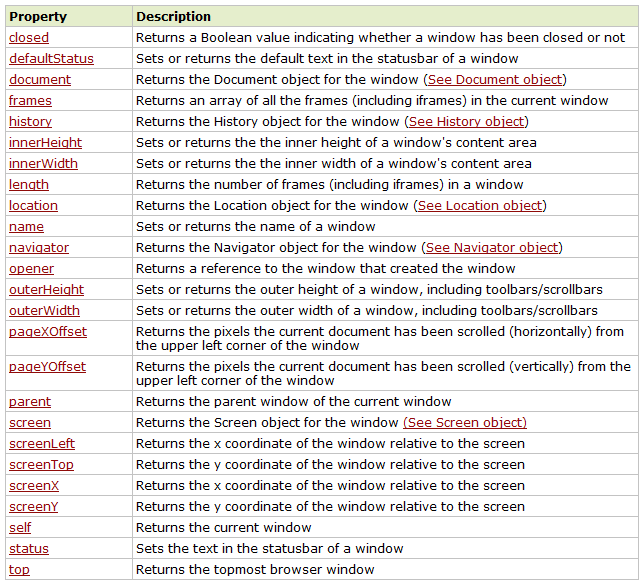 Property Description
closed Returns a Boolean value indicating whether a window has been closed or not
defaultStatus Sets or returns the default text in the statusbar of a window
document Returns the Document object for the window (See Document object)
frames Returns an array of all the frames (including iframes) in the current window
history Returns the History object for the window (See History object)
innerHeight Sets or returns the the inner height of a window's content area
innerWidth Sets or returns the the inner width of a window's content area
length Returns the number of frames (including iframes) in a window
location Returns the Location object for the window (See Location object)
name Sets or returns the name of a window
navigator Returns the Navigator object for the window (See Navigator object)
opener Returns a reference to the window that created the window
outerHeight Sets or returns the outer height of a window, including toolbars/scrollbars
outerWidth Sets or returns the outer width of a window, including toolbars/scrollbars
pageXOffset Returns the pixels the current document has been scrolled (horizontally) from
the upper left corner of the window
pageYOffset Returns the pixels the current document has been scrolled (vertically) from the
upper left corner of the window
parent Returns the parent window of the current window
screen Returns the Screen object for the window (See Screen object)
screenLeft Returns the x coordinate of the window relative to the screen
screenTop Returns the y coordinate of the window relative to the screen
screenX Returns the x coordinate of the window relative to the screen
screenY Returns the y coordinate of the window relative to the screen
self Returns the current window
status Sets the text in the statusbar of a window
top Returns the topmost browser window